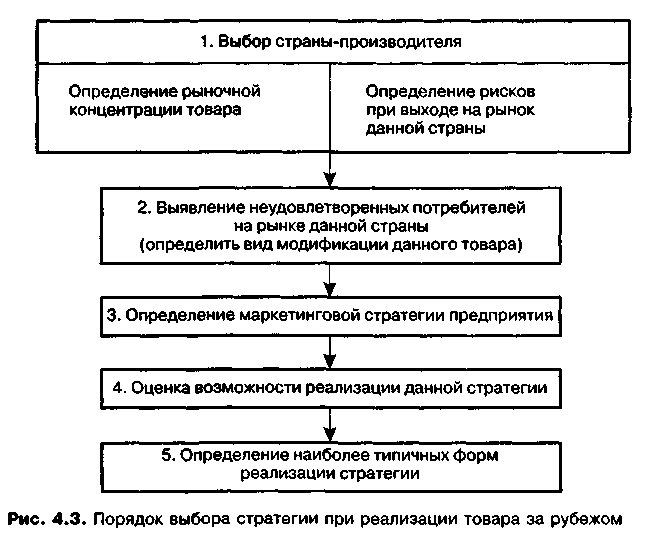 1. Выбор страны-производителя
Определение рыночной
концентрации товара
Определение рисков
при выходе на рынок
данной страны
2. Выявление неудовлетворенных потребителей
на рынке данной страны
(определить вид модификации данного товара)
3. Определение маркетинговой стратегии предприятия
4. Оценка возможности реализации данной стратегии
5. Определение наиболее типичных форм
реализации стратегии
Рис. 4.3. Порядок выбора стратегии при реализации товара за рубежом